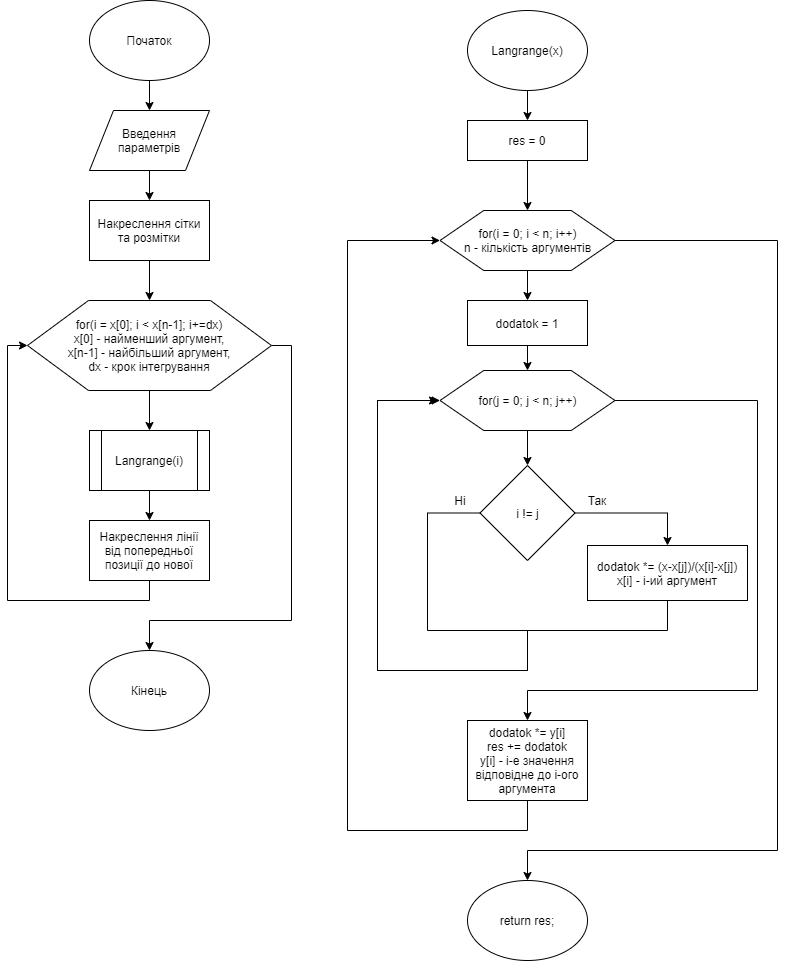 Початок
Введення
параметрів
Накреслення сітки
та розмітки
for(i = x[0]; i < x[n-1]; i+=dx)
x[0] - найменший аргумент,
x[n-1] - найбільший аргумент,
dx - крок інтегрування
Langrange(i)
Накреслення лінії
від попередньої
позиції до нової
Кінець
Langrange(x)
res = 0
for(i = 0; i < n; i++)
n - кількість аргументів
dodatok = 1
for(j = 0; j < n; j++)
i != j
Ні
Так
dodatok *= (x-x[j])/(x[i]-x[j])
x[i] - і-ий аргумент
dodatok *= y[i]
res += dodatok
y[i] - і-е значення
відповідне до і-ого
аргумента
return res;